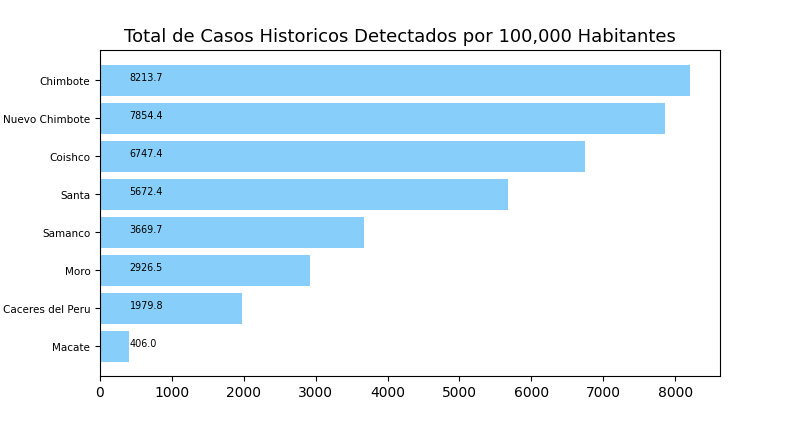 Total de Casos Historicos Detectados por 100,000 Habitantes
Chimbote 8213.7
Nuevo Chimbote 7854.4
Coishco 6747.4
Santa 5672.4
Samanco 3669.7
Moro 2926.5
Caceres del Peru 1979.8
Macate 406.0
0 1000 2000 3000 4000 5000 6000 7000 8000